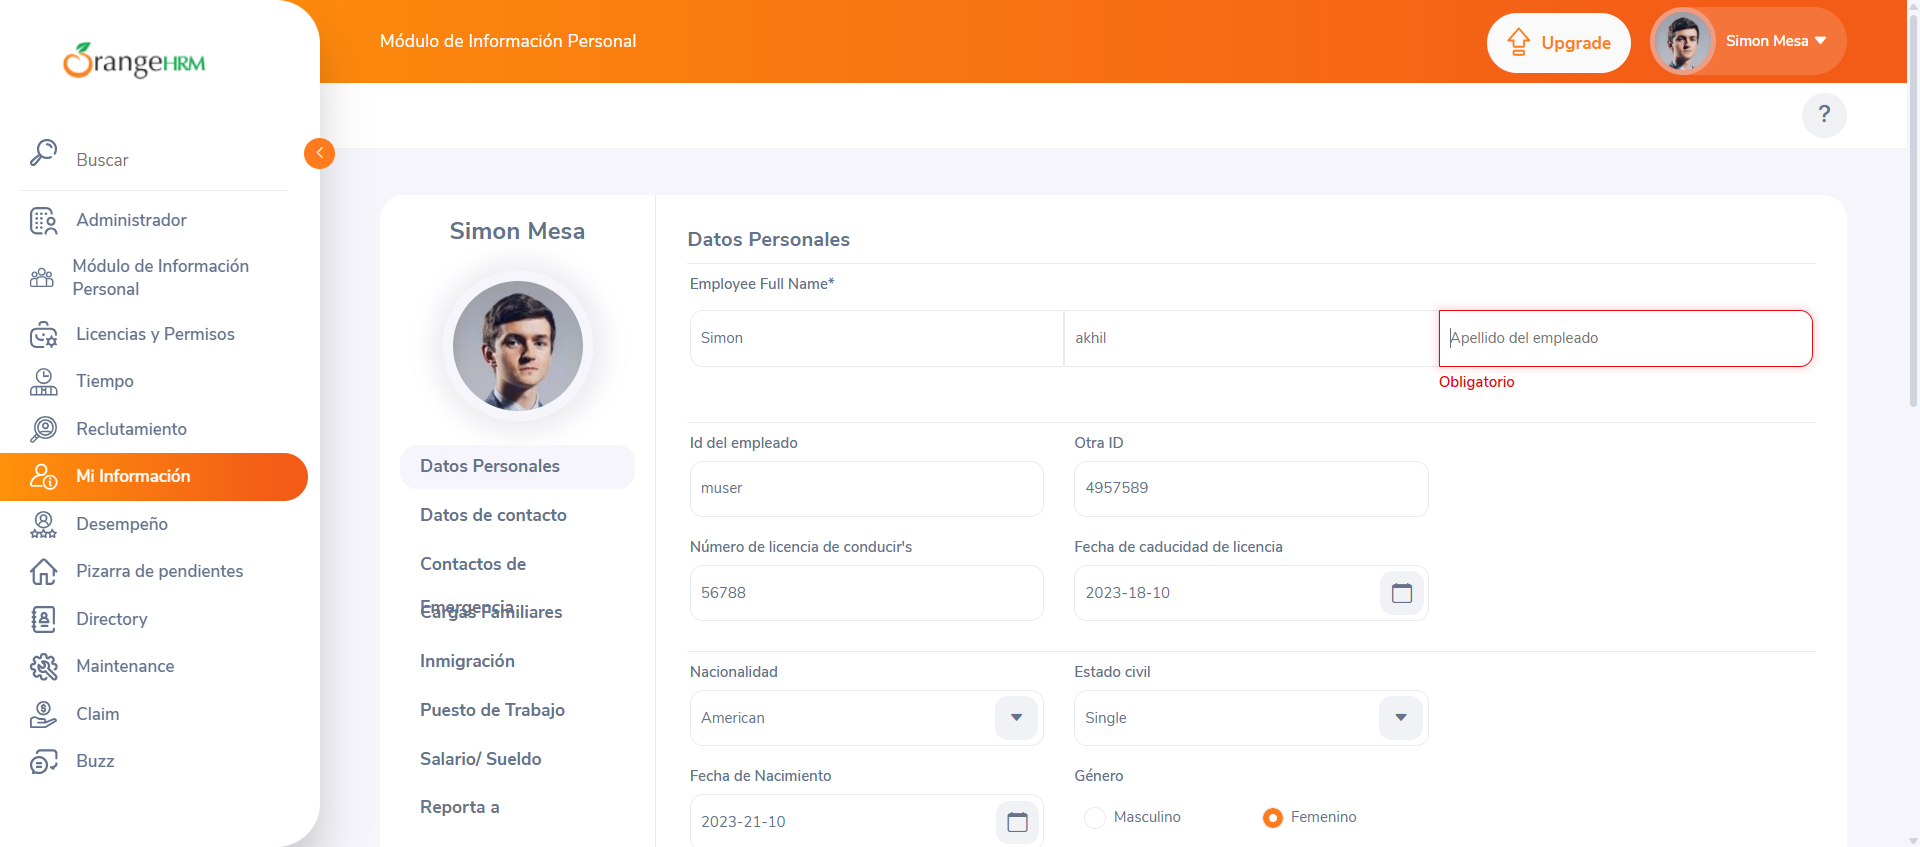 OrangeHRM
Módulo de Información Personal
Upgrade
Simon Mesa
?
Buscar
Administrador
Módulo de Información
Personal
Licencias y Permisos
Tiempo
Reclutamiento
Mi Información
Desempeño
Pizarra de pendientes
Directory
Maintenance
Claim
Buzz
Simon Mesa
Datos Personales
Datos de contacto
Contactos de
Emergencia
Cargas Familiares
Inmigración
Puesto de Trabajo
Salario/ Sueldo
Reporta a
Datos Personales
Employee Full Name*
Simon
akhil
Apellido del empleado
Obligatorio
Id del empleado
Otra ID
muser
4957589
Número de licencia de conducir's
Fecha de caducidad de licencia
56788
2023-18-10
Nacionalidad
Estado civil
American
Single
Fecha de Nacimiento
Género
2023-21-10
Masculino
Femenino